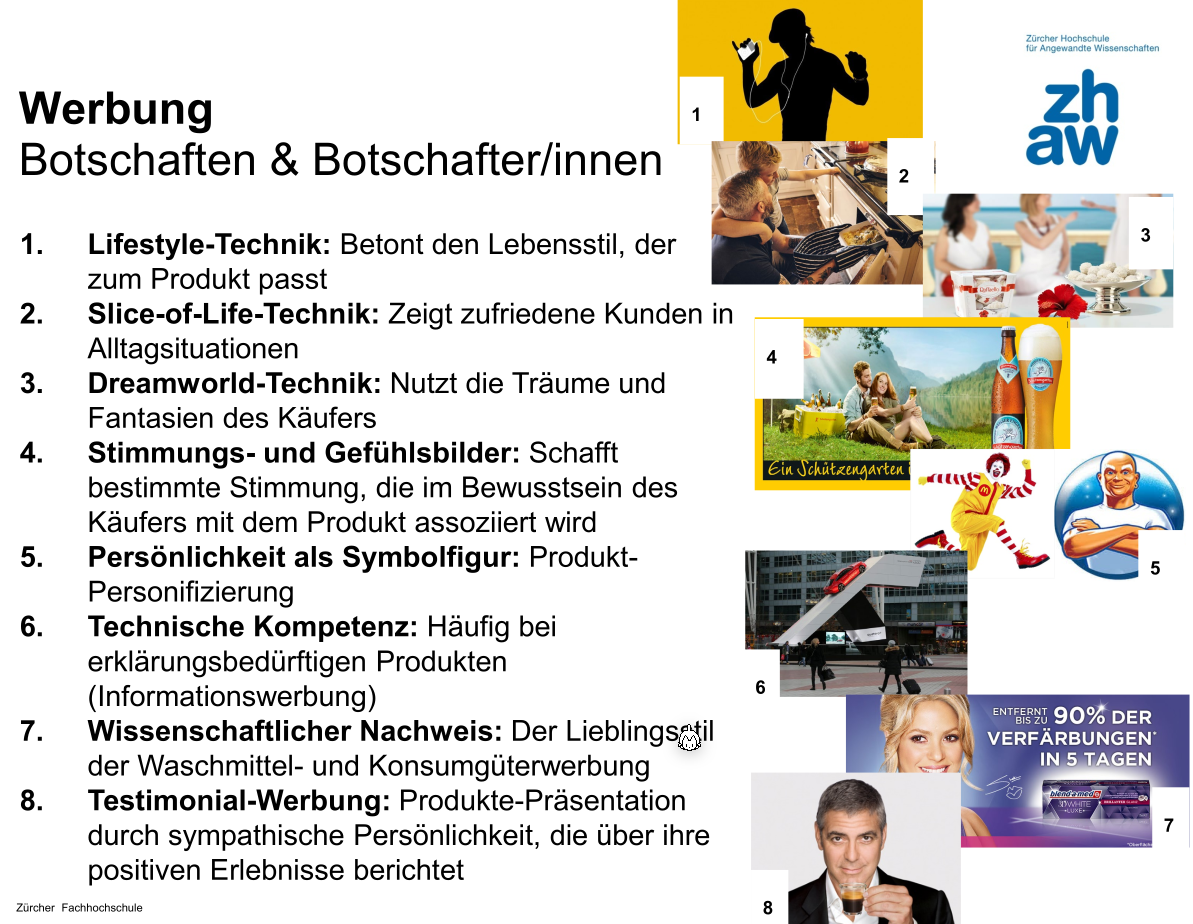 Zürcher Hochschule
für Angewandte Wissenschaften
zh
aw
Werbung
Botschaften & Botschafter/innen
1. Lifestyle-Technik: Betont den Lebensstil, der
zum Produkt passt
2. Slice-of-Life-Technik: Zeigt zufriedene Kunden in
Alltagsituationen
3. Dreamworld-Technik: Nutzt die Träume und
Fantasien des Käufers
4. Stimmungs- und Gefühlsbilder: Schafft
bestimmte Stimmung, die im Bewusstsein des
Käufers mit dem Produkt assoziiert wird
5. Persönlichkeit als Symbolfigur: Produkt-
Personifizierung
6. Technische Kompetenz: Häufig bei
erklärungsbedürftigen Produkten
(Informationswerbung)
7. Wissenschaftlicher Nachweis: Der Lieblingsstil
der Waschmittel- und Konsumgüterwerbung
8. Testimonial-Werbung: Produkte-Präsentation
durch sympathische Persönlichkeit, die über ihre
positiven Erlebnisse berichtet
1
2
3
Raffaello
4
Ein Schützengarten
5
6
ENTFERNT
BIS ZU 90% DER
VERFÄRBUNGEN*
IN 5 TAGEN
blend-a-med
3D WHITE
LUXE
7
8
Zürcher Fachhochschule